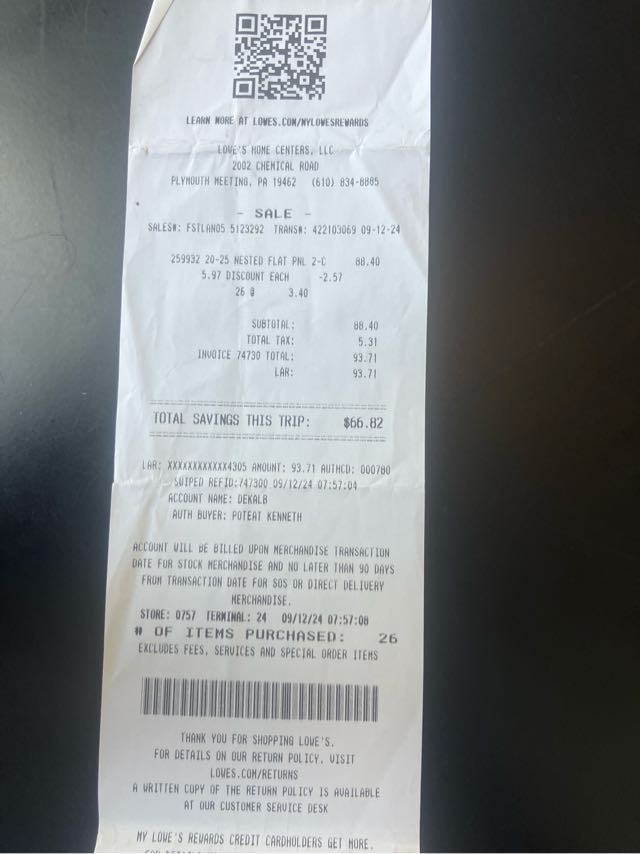 LEARN MORE AT LOWES.COM/MYLOWESREWARDS
LOWE'S HOME CENTERS, LLC
2002 CHEMICAL ROAD
PLYMOUTH MEETING, PA 19462 (610) 834-8885
- SALE -
SALES#: FSTLAN05 5123292 TRANS#: 422103069 09-12-24
259932 20-25 NESTED FLAT PNL 2-C 88.40
5.97 DISCOUNT EACH -2.57
26 @ 3.40
SUBTOTAL: 88.40
TOTAL TAX: 5.31
INVOICE 74730 TOTAL: 93.71
LAR: 93.71
TOTAL SAVINGS THIS TRIP: $66.82
LAR: XXXXXXXXXXXX4305 AMOUNT: 93.71 AUTHCD: 000780
SWIPED REFID:747300 09/12/24 07:57:04
ACCOUNT NAME: DEKALB
AUTH BUYER: POTEAT KENNETH
ACCOUNT WILL BE BILLED UPON MERCHANDISE TRANSACTION
DATE FOR STOCK MERCHANDISE AND NO LATER THAN 90 DAYS
FROM TRANSACTION DATE FOR SOS OR DIRECT DELIVERY
MERCHANDISE.
STORE: 0757 TERMINAL: 24 09/12/24 07:57:08
# OF ITEMS PURCHASED: 26
EXCLUDES FEES, SERVICES AND SPECIAL ORDER ITEMS
THANK YOU FOR SHOPPING LOWE'S.
FOR DETAILS ON OUR RETURN POLICY, VISIT
LOWES.COM/RETURNS
A WRITTEN COPY OF THE RETURN POLICY IS AVAILABLE
AT OUR CUSTOMER SERVICE DESK
MY LOWE'S REWARDS CREDIT CARDHOLDERS GET MORE.